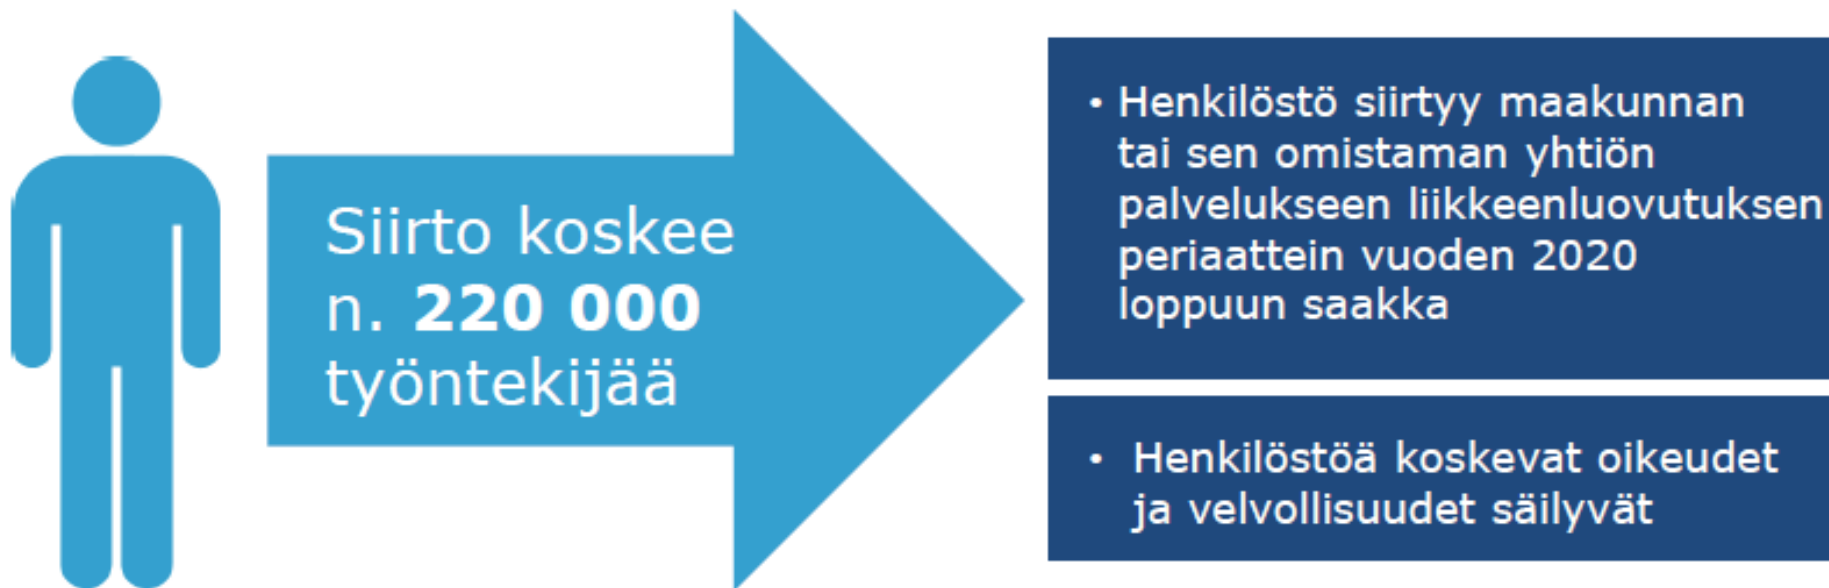 Siirto koskee
n. 220 000
työntekijää
• Henkilöstö siirtyy maakunnan
tai sen omistaman yhtiön
palvelukseen liikkeenluovutuksen
periaattein vuoden 2020
loppuun saakka
• Henkilöstöä koskevat oikeudet
ja velvollisuudet säilyvät